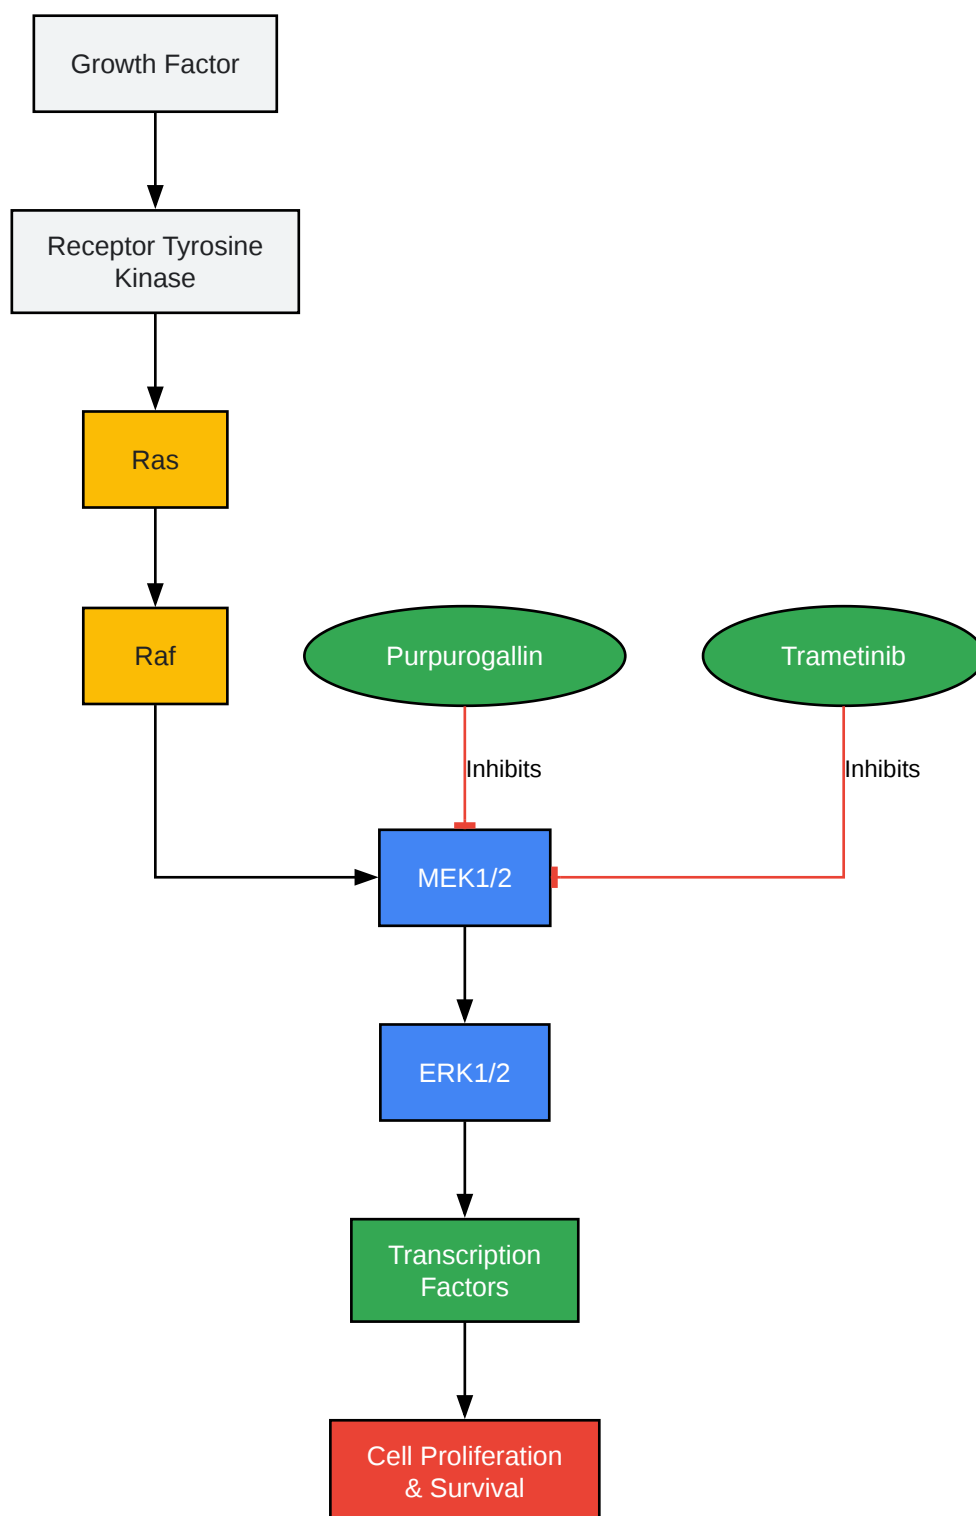 Growth Factor
Receptor Tyrosine
Kinase
Ras
Raf
Purpurogallin
Trametinib
Inhibits
Inhibits
MEK1/2
ERK1/2
Transcription
Factors
Cell Proliferation
& Survival